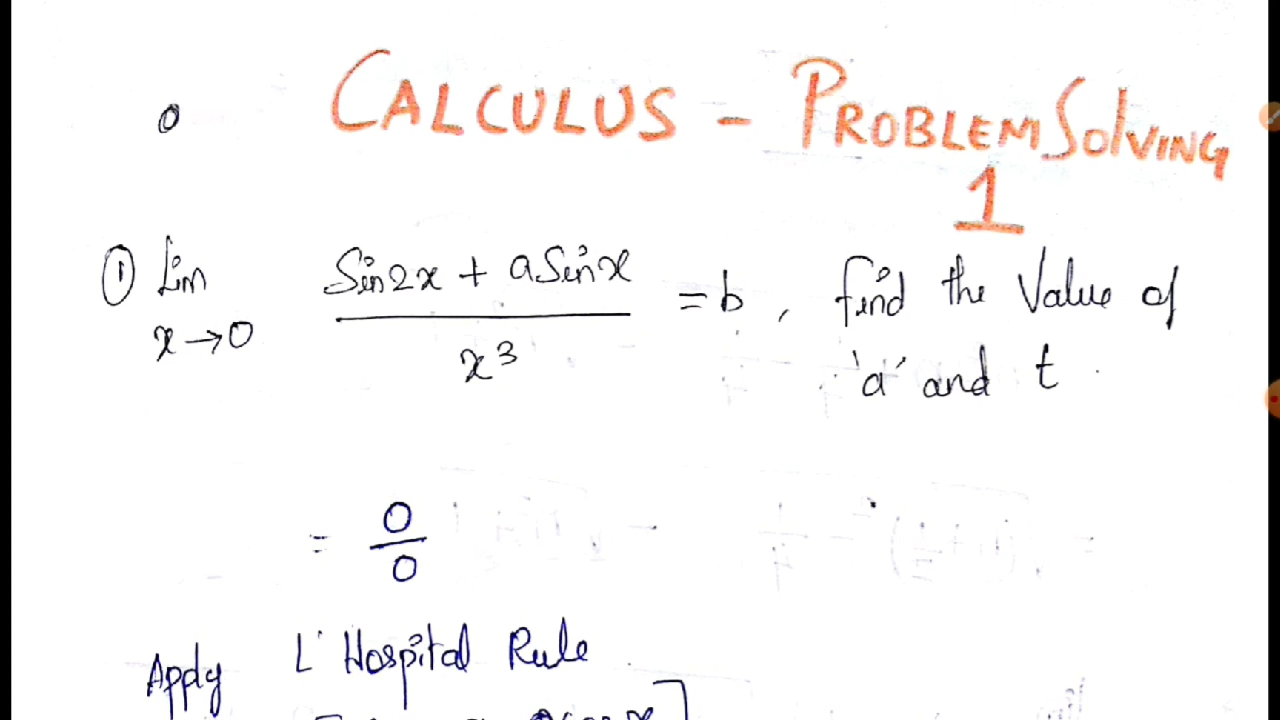 0
CALCULUS - PROBLEM SOLVING
1
① Lim x→0 (Sin2x + aSinx)/x³ = b, find the Value of
'a' and t.
= 0/0
Apply L' Hospital Rule